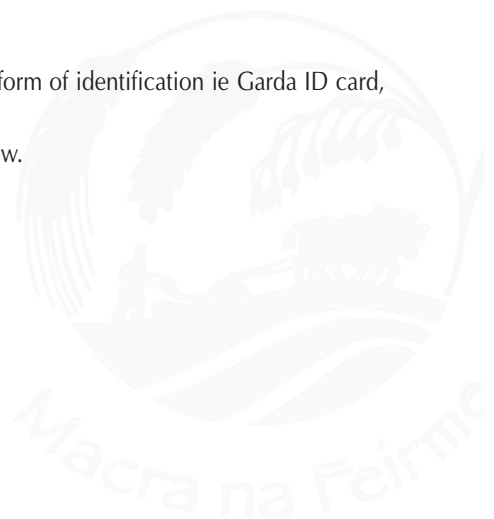 form of identification ie Garda ID card,
w.
Macra na Feirme